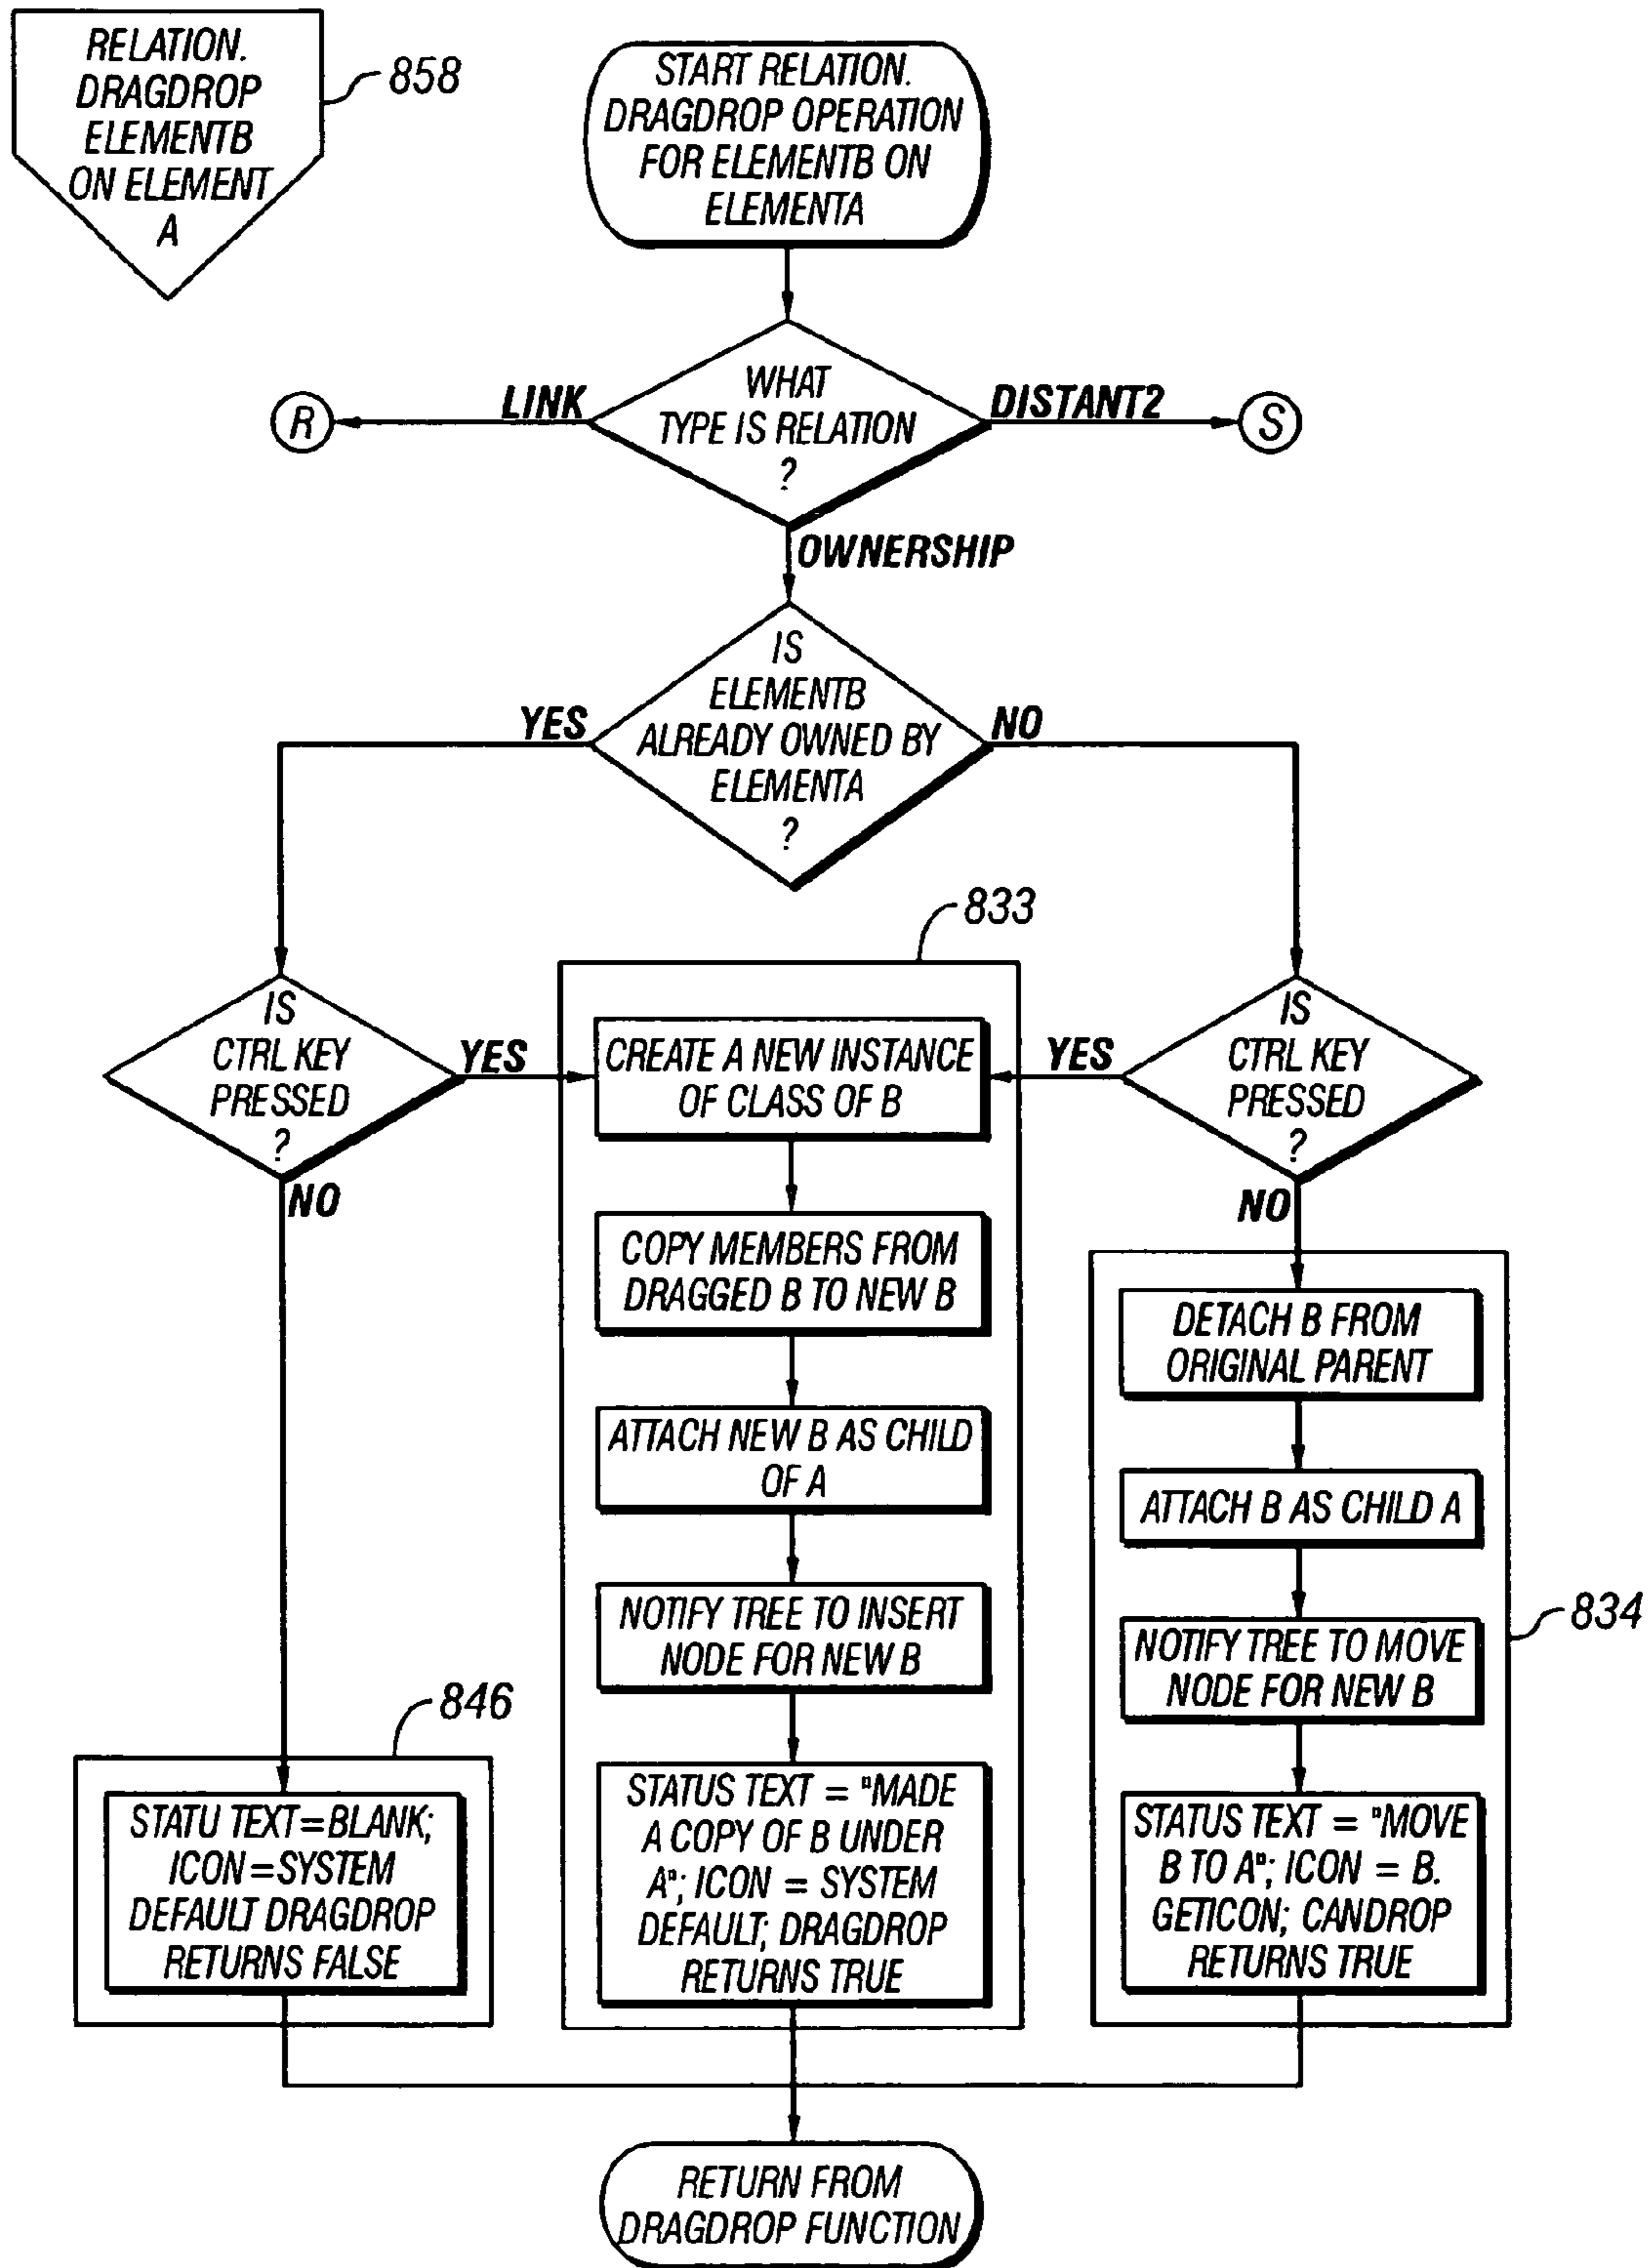 RELATION.
DRAGDROP
ELEMENTB
ON ELEMENT
A
858
START RELATION.
DRAGDROP OPERATION
FOR ELEMENTB ON
ELEMENTA
WHAT
TYPE IS RELATION
?
LINK
R
DISTANT2
S
OWNERSHIP
IS
ELEMENTB
ALREADY OWNED BY
ELEMENTA
?
YES
NO
IS
CTRL KEY
PRESSED
?
YES
NO
833
CREATE A NEW INSTANCE
OF CLASS OF B
COPY MEMBERS FROM
DRAGGED B TO NEW B
ATTACH NEW B AS CHILD
OF A
NOTIFY TREE TO INSERT
NODE FOR NEW B
STATUS TEXT = "MADE
A COPY OF B UNDER
A"; ICON = SYSTEM
DEFAULT; DRAGDROP
RETURNS TRUE
IS
CTRL KEY
PRESSED
?
YES
NO
DETACH B FROM
ORIGINAL PARENT
ATTACH B AS CHILD A
NOTIFY TREE TO MOVE
NODE FOR NEW B
STATUS TEXT = "MOVE
B TO A"; ICON = B.
GETICON; CANDROP
RETURNS TRUE
834
846
STATU TEXT=BLANK;
ICON=SYSTEM
DEFAULT DRAGDROP
RETURNS FALSE
RETURN FROM
DRAGDROP FUNCTION